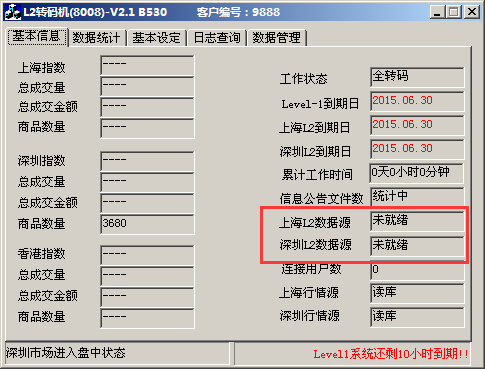 L2转码机(8008)-V2.1 B530 客户编号：9888
基本信息 数据统计 基本设定 日志查询 数据管理
上海指数 ----
总成交量 ----
总成交金额 ----
商品数量 ----
深圳指数 ----
总成交量 ----
总成交金额 ----
商品数量 3680
香港指数 ----
总成交量 ----
总成交金额 ----
商品数量 ----
工作状态 全转码
Level-1到期日 2015.06.30
上海L2到期日 2015.06.30
深圳L2到期日 2015.06.30
累计工作时间 0天0小时0分钟
信息公告文件数 统计中
上海L2数据源 未就绪
深圳L2数据源 未就绪
连接用户数 0
上海行情源 读库
深圳行情源 读库
深圳市场进入盘中状态 Level1系统还剩10小时到期!!